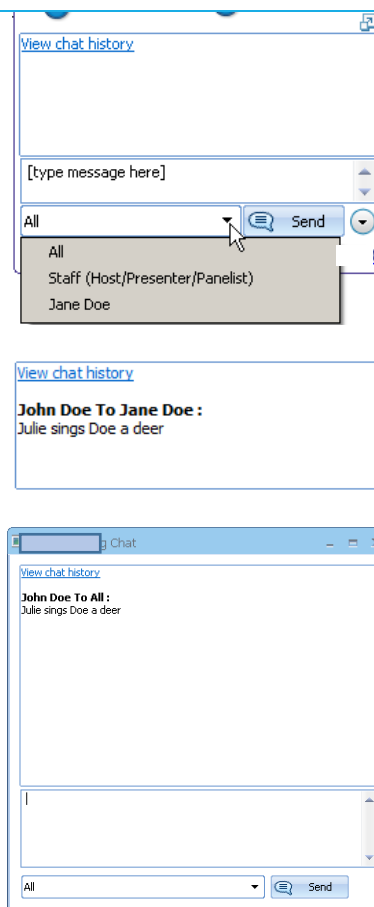 View chat history
[type message here]
All
Send
All
Staff (Host/Presenter/Panelist)
Jane Doe
View chat history
John Doe To Jane Doe :
Julie sings Doe a deer
g Chat
View chat history
John Doe To All :
Julie sings Doe a deer
All
Send